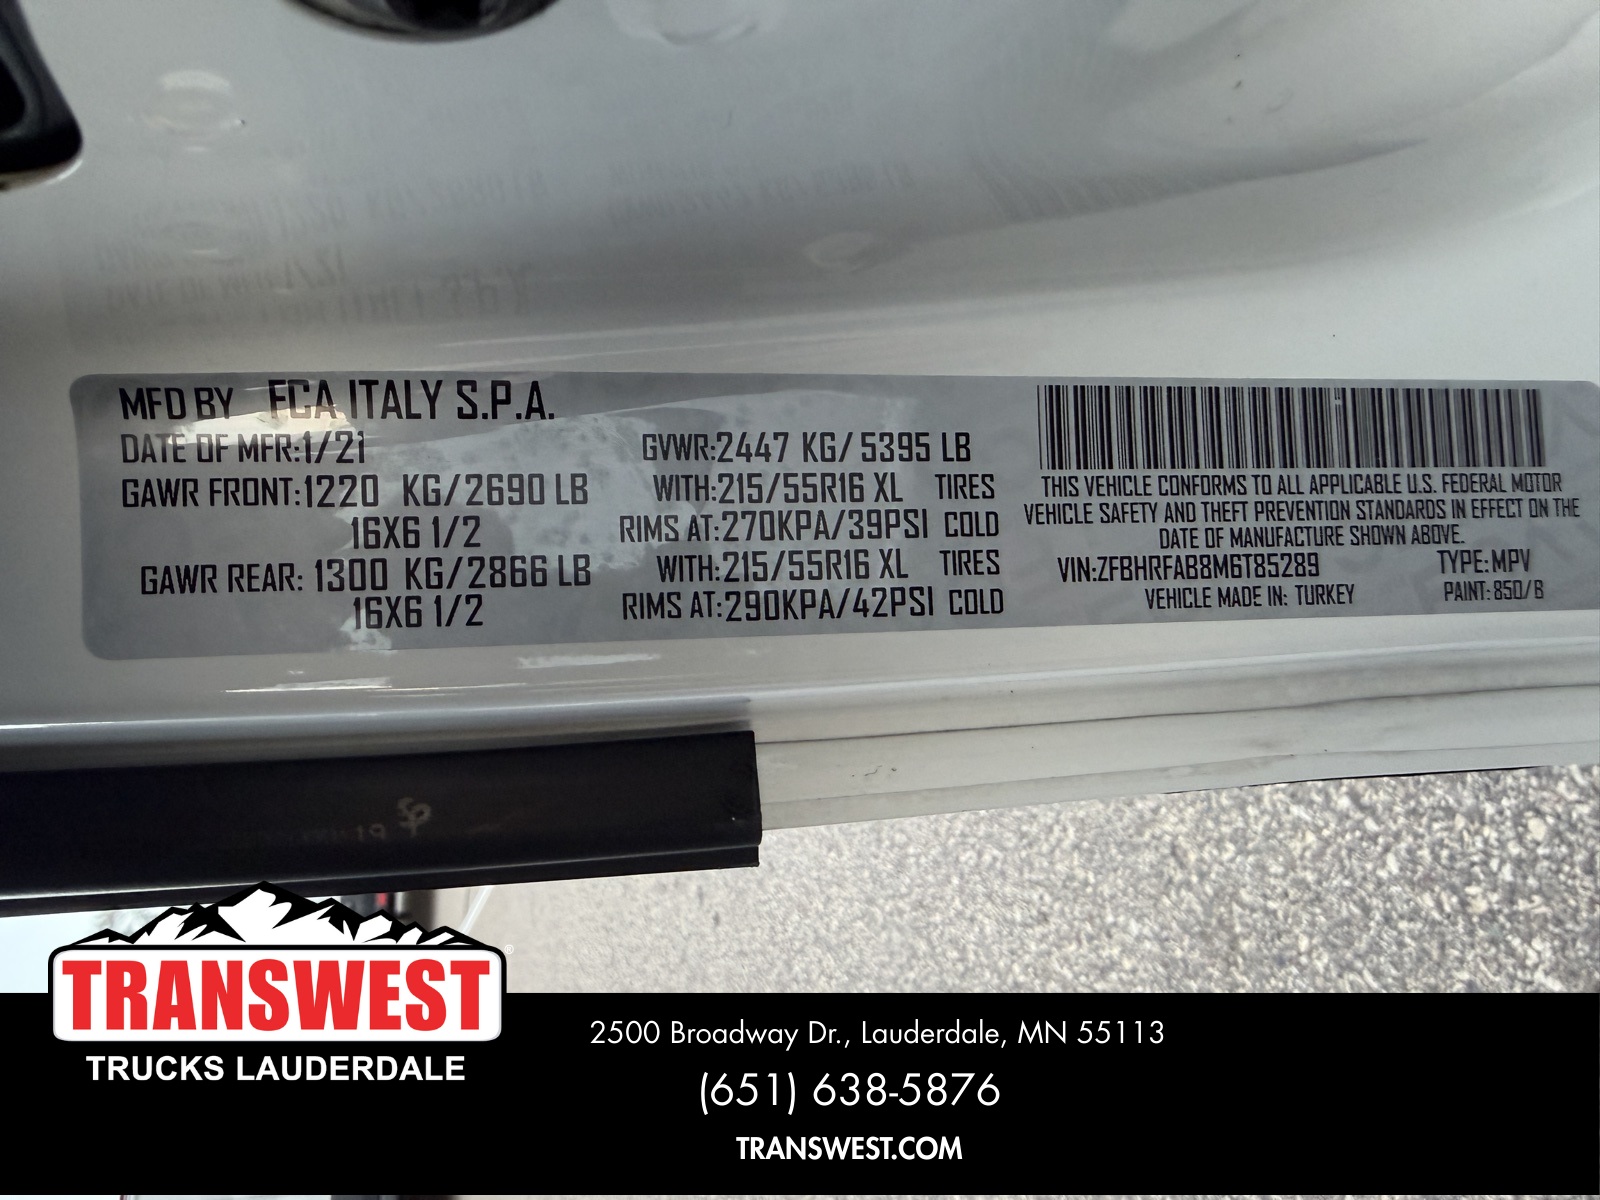 MFD BY FCA ITALY S.P.A.
DATE OF MFR:1/21
GAWR FRONT:1220 KG/2690 LB
16X6 1/2
GAWR REAR: 1300 KG/2866 LB
16X6 1/2
GVWR:2447 KG/ 5395 LB
WITH:215/55R16 XL TIRES
RIMS AT:270KPA/39PSI COLD
WITH:215/55R16 XL TIRES
RIMS AT:290KPA/42PSI COLD
THIS VEHICLE CONFORMS TO ALL APPLICABLE U.S. FEDERAL MOTOR
VEHICLE SAFETY AND THEFT PREVENTION STANDARDS IN EFFECT ON THE
DATE OF MANUFACTURE SHOWN ABOVE.
VIN:ZFBHRFAB8M6T85289 TYPE:MPV
VEHICLE MADE IN: TURKEY PAINT:850/B
TRANSWEST®
TRUCKS LAUDERDALE
2500 Broadway Dr., Lauderdale, MN 55113
(651) 638-5876
TRANSWEST.COM